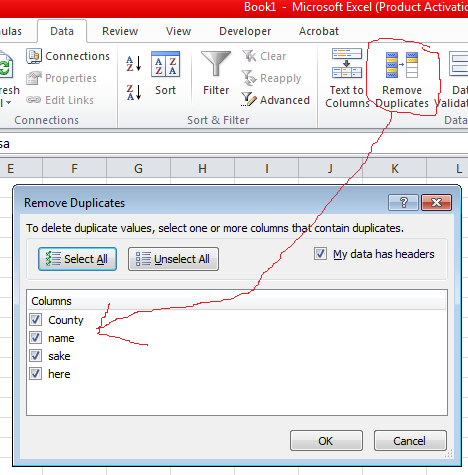 Book1 - Microsoft Excel (Product Activatio
ulas Data Review View Developer Acrobat
Connections
Properties
Edit Links
fresh
ll
Connections
A Z
Z A
Sort
Filter
Clear
Reapply
Advanced
Sort & Filter
Text to
Columns
Remove
Duplicates
Dat
Validat
Data
sa
E F G H I J K L
Remove Duplicates
To delete duplicate values, select one or more columns that contain duplicates.
Select All
Unselect All
My data has headers
Columns
County
name
sake
here
OK
Cancel